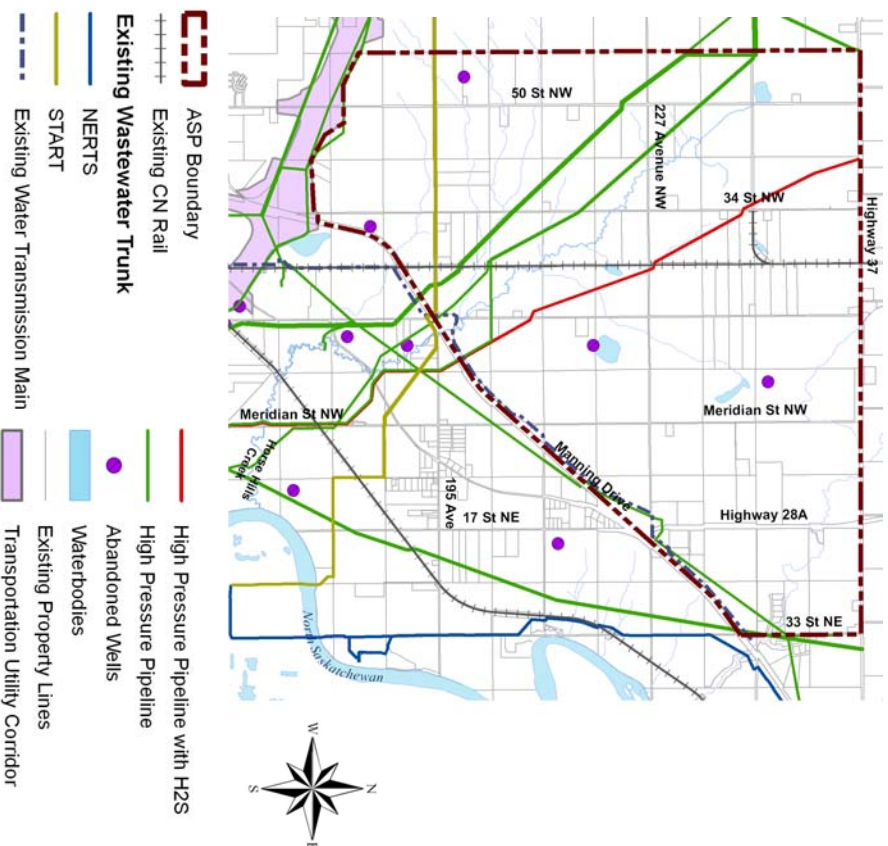 50 St NW
227 Avenue NW
34 St NW
Highway 37
Meridian St NW
Meridian St NW
Manning Drive
Horse Hills
Creek
195 Ave
17 St NE
Highway 28A
33 St NE
North Saskatchewan
ASP Boundary
Existing CN Rail
Existing Wastewater Trunk
NERTS
START
Existing Water Transmission Main
High Pressure Pipeline with H2S
High Pressure Pipeline
Abandoned Wells
Waterbodies
Existing Property Lines
Transportation Utility Corridor
N
W
E
S